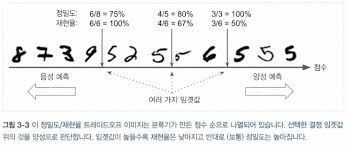 정밀도: 6/8 = 75% 4/5 = 80% 3/3 = 100%
재현율: 6/6 = 100% 4/6 = 67% 3/6 = 50%
8 7 3 9 5 2 5 5 6 5 5 5
점수
음성 예측 양성 예측
여러 가지 임곗값
그림 3-3 이 정밀도/재현율 트레이드오프 이미지는 분류기가 만든 점수 순으로 나열되어 있습니다. 선택한 결정 임곗값
위의 것을 양성으로 판단합니다. 임곗값이 높을수록 재현율은 낮아지고 반대로 (보통) 정밀도는 높아집니다.